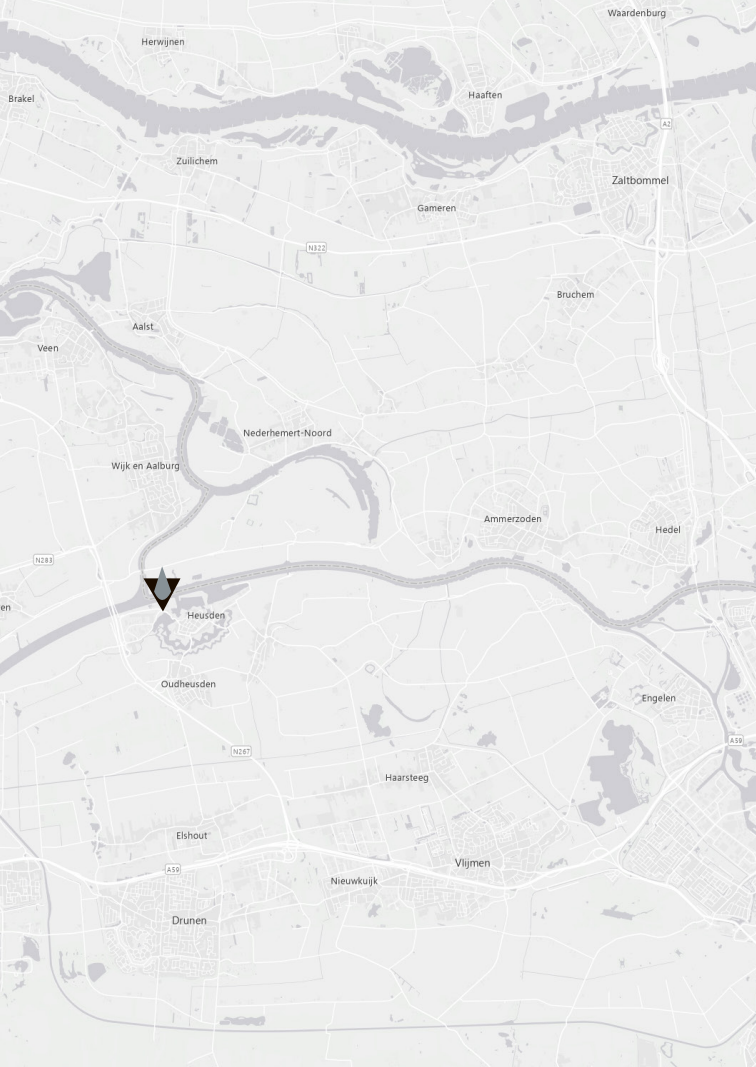 Waardenburg
Herwijnen
Haaften
Brakel
A2
Zuilichem
Zaltbommel
Gameren
N322
Bruchem
Aalst
Veen
Nederhemert-Noord
Wijk en Aalburg
Ammerzoden
Hedel
N283
en
Heusden
Oudheusden
Engelen
A59
N267
Haarsteeg
Elshout
Vlijmen
A59
Nieuwkuijk
Drunen